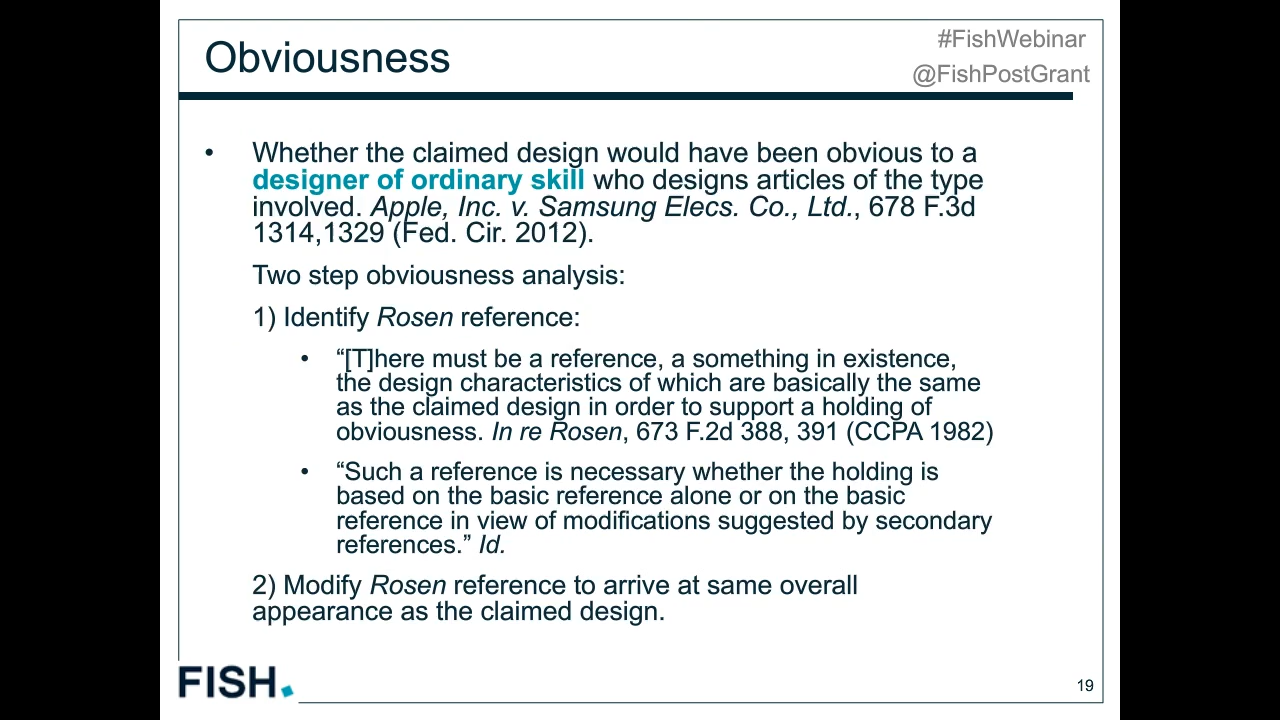 Obviousness
#FishWebinar
@FishPostGrant
• Whether the claimed design would have been obvious to a
designer of ordinary skill who designs articles of the type
involved. Apple, Inc. v. Samsung Elecs. Co., Ltd., 678 F.3d
1314,1329 (Fed. Cir. 2012).
Two step obviousness analysis:
1) Identify Rosen reference:
• “[T]here must be a reference, a something in existence,
the design characteristics of which are basically the same
as the claimed design in order to support a holding of
obviousness. In re Rosen, 673 F.2d 388, 391 (CCPA 1982)
• “Such a reference is necessary whether the holding is
based on the basic reference alone or on the basic
reference in view of modifications suggested by secondary
references.” Id.
2) Modify Rosen reference to arrive at same overall
appearance as the claimed design.
FISH.
19